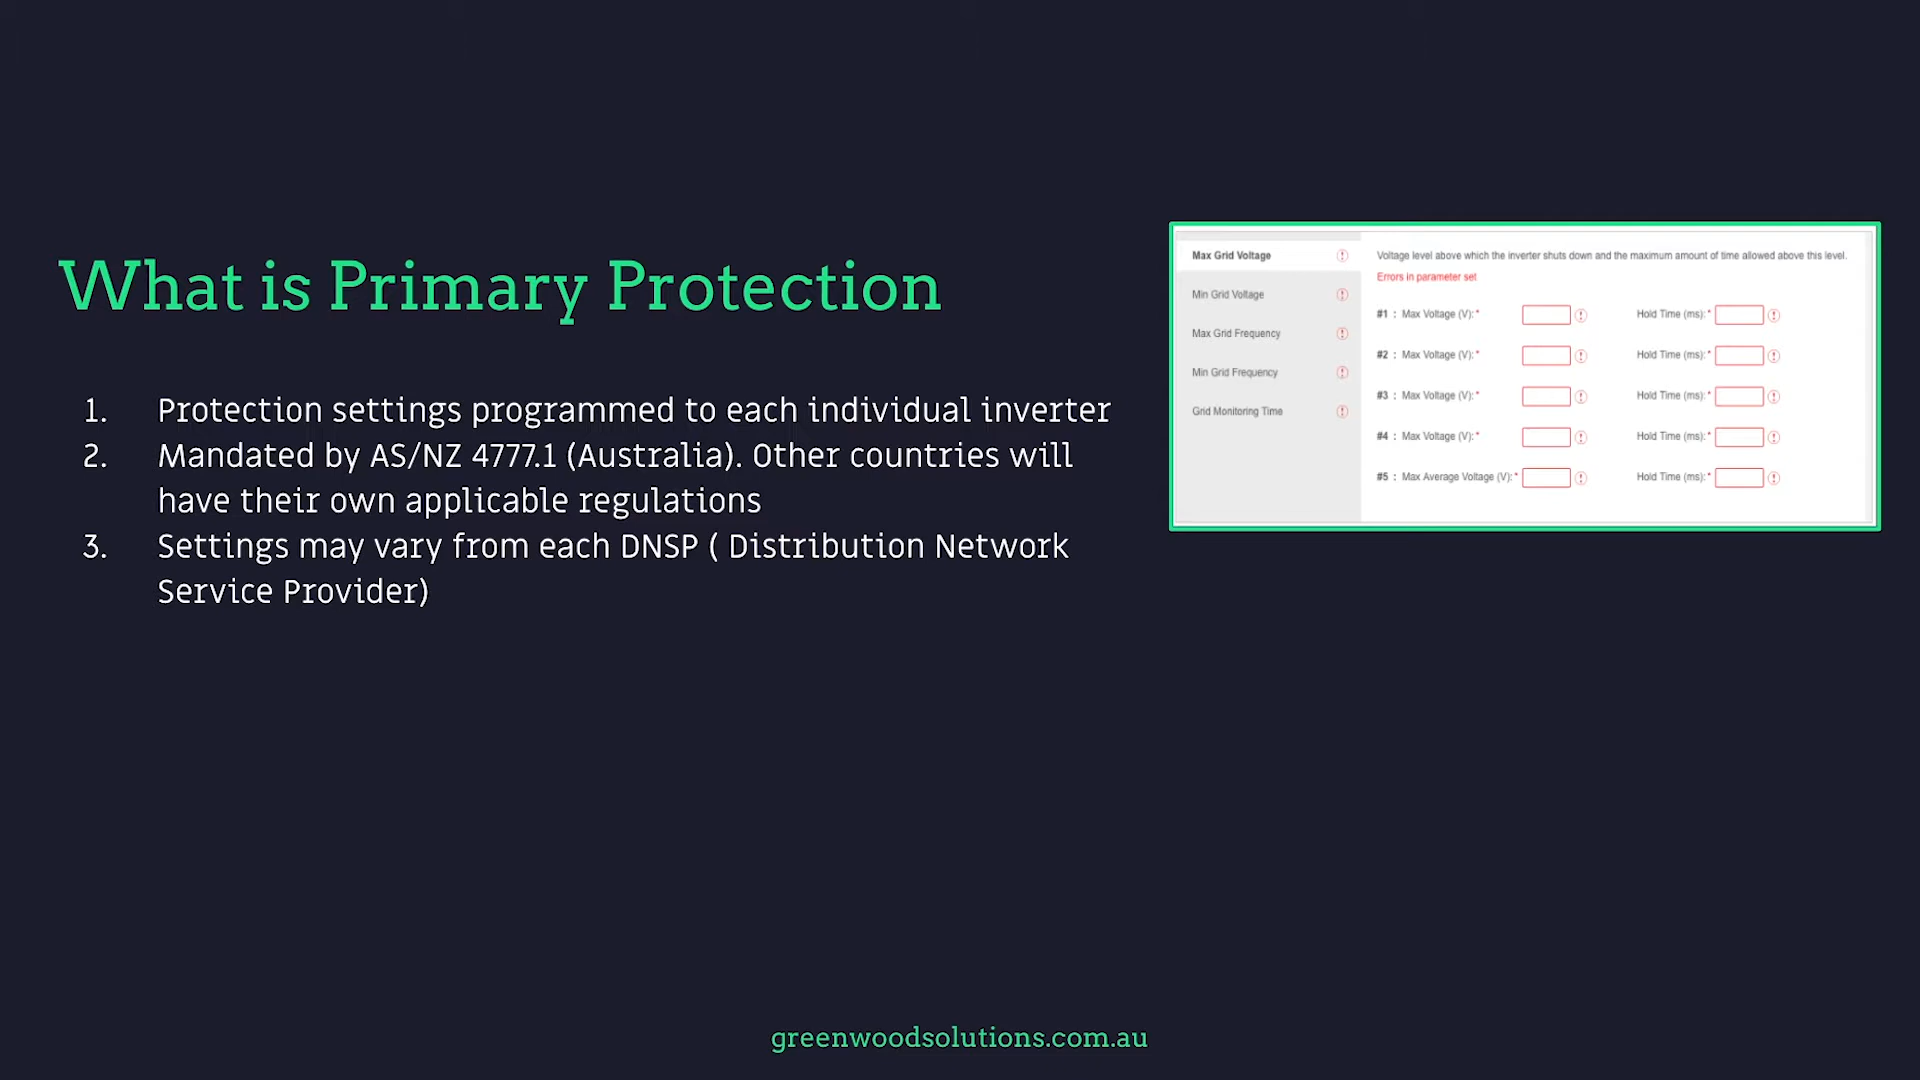 What is Primary Protection
1. Protection settings programmed to each individual inverter
2. Mandated by AS/NZ 4777.1 (Australia). Other countries will
have their own applicable regulations
3. Settings may vary from each DNSP ( Distribution Network
Service Provider)
Max Grid Voltage
Min Grid Voltage
Max Grid Frequency
Min Grid Frequency
Grid Monitoring Time
Voltage level above which the inverter shuts down and the maximum amount of time allowed above this level.
Errors in parameter set
#1 : Max Voltage (V):* Hold Time (ms):*
#2 : Max Voltage (V):* Hold Time (ms):*
#3 : Max Voltage (V):* Hold Time (ms):*
#4 : Max Voltage (V):* Hold Time (ms):*
#5 : Max Average Voltage (V):* Hold Time (ms):*
greenwoodsolutions.com.au